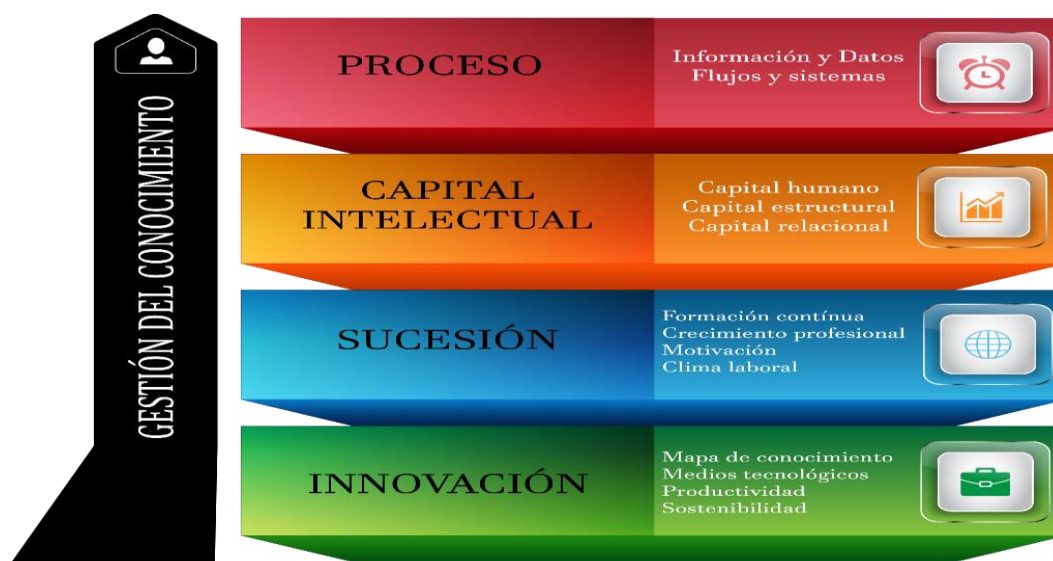 GESTIÓN DEL CONOCIMIENTO
PROCESO
Información y Datos
Flujos y sistemas
CAPITAL
INTELECTUAL
Capital humano
Capital estructural
Capital relacional
SUCESIÓN
Formación contínua
Crecimiento profesional
Motivación
Clima laboral
INNOVACIÓN
Mapa de conocimiento
Medios tecnológicos
Productividad
Sostenibilidad